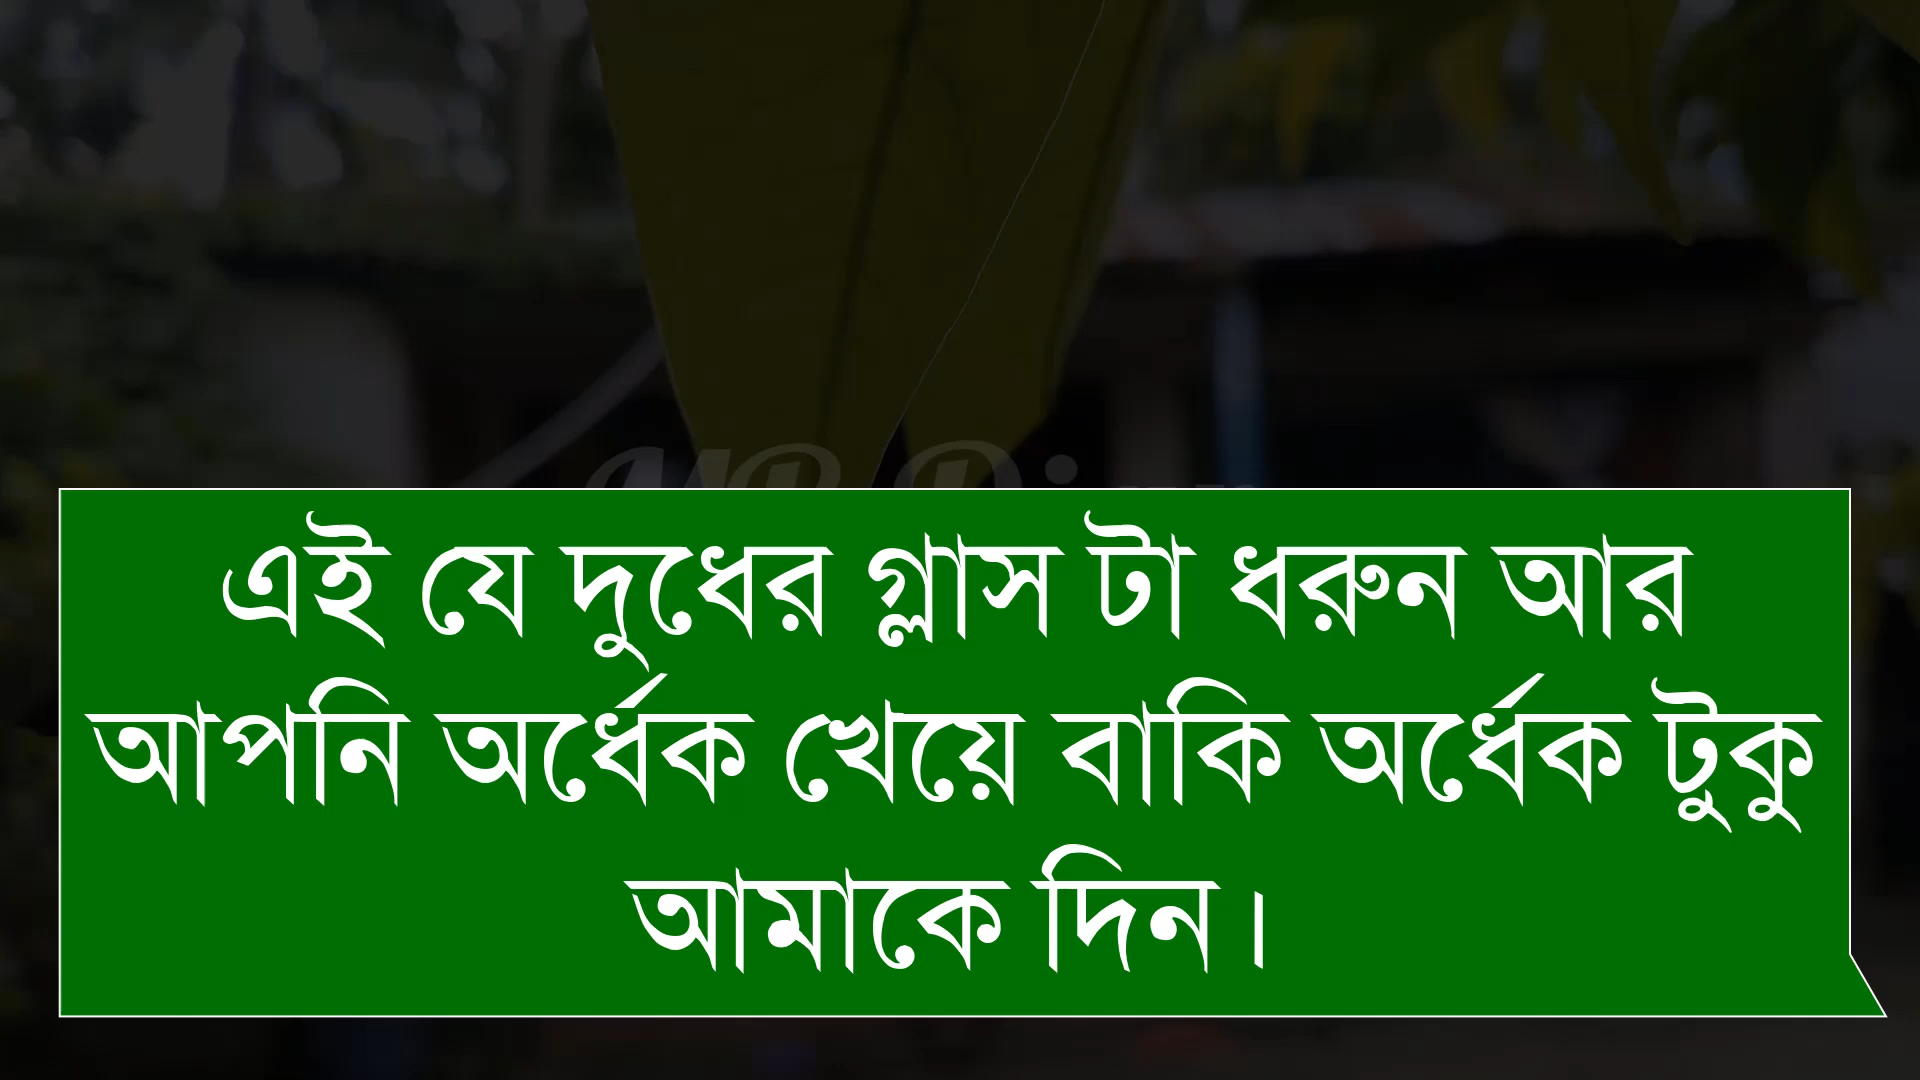 এই যে দুধের গ্লাস টা ধরুন আর
আপনি অর্ধেক খেয়ে বাকি অর্ধেক টুকু
আমাকে দিন।